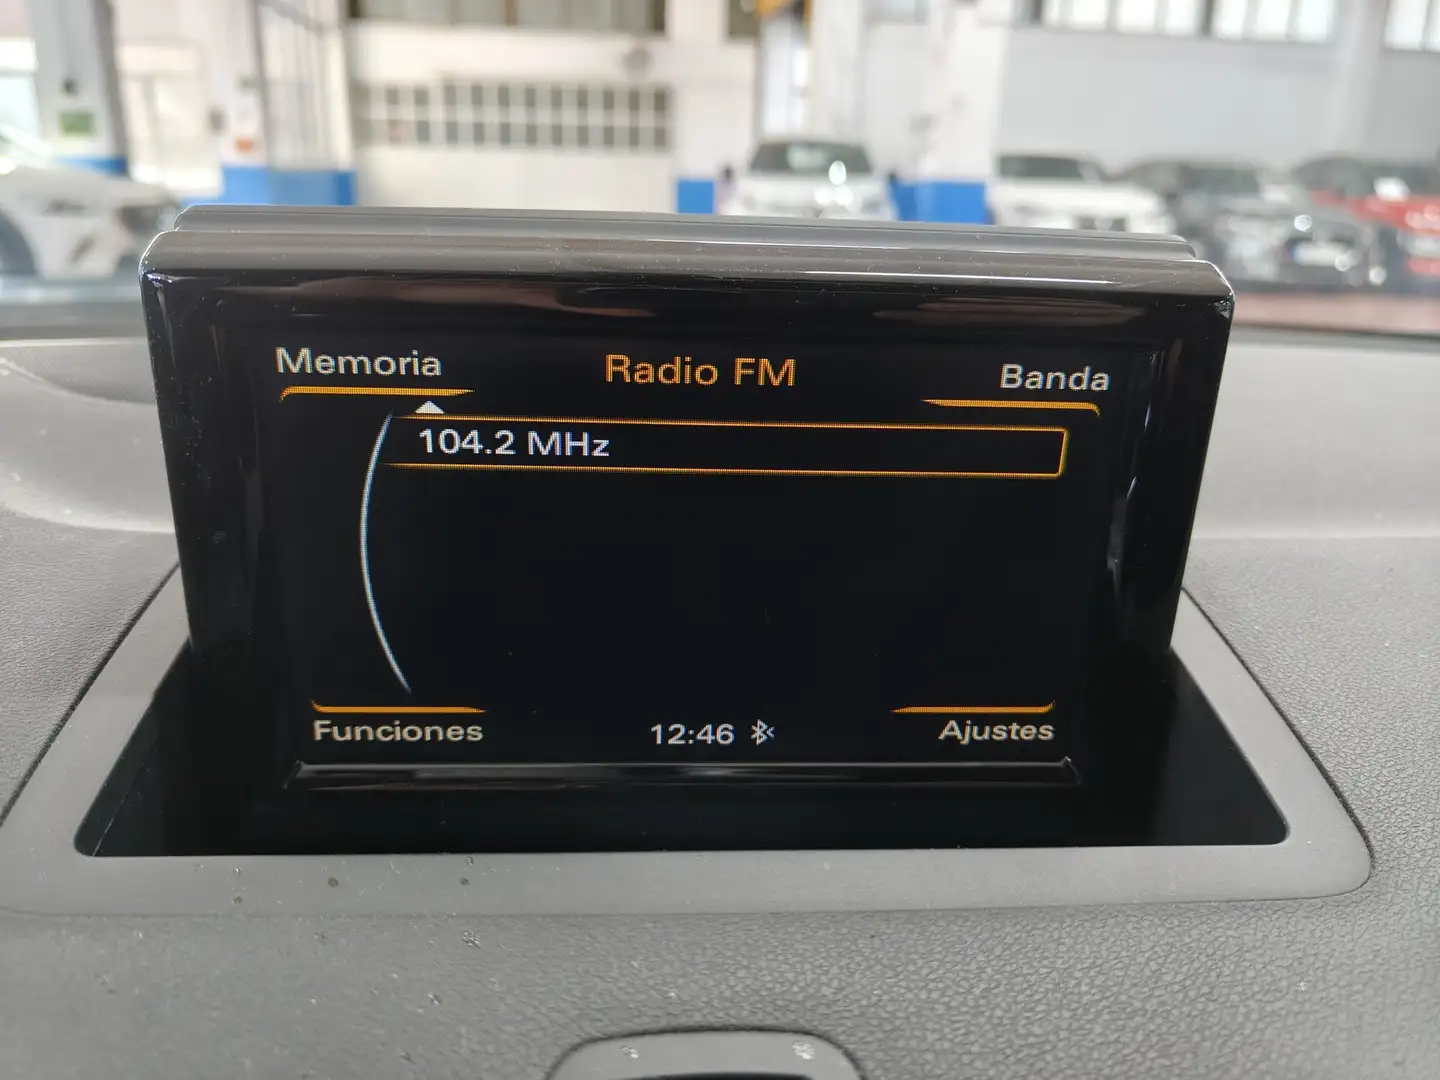 Memoria Radio FM Banda
104.2 MHz
Funciones 12:46 Ajustes